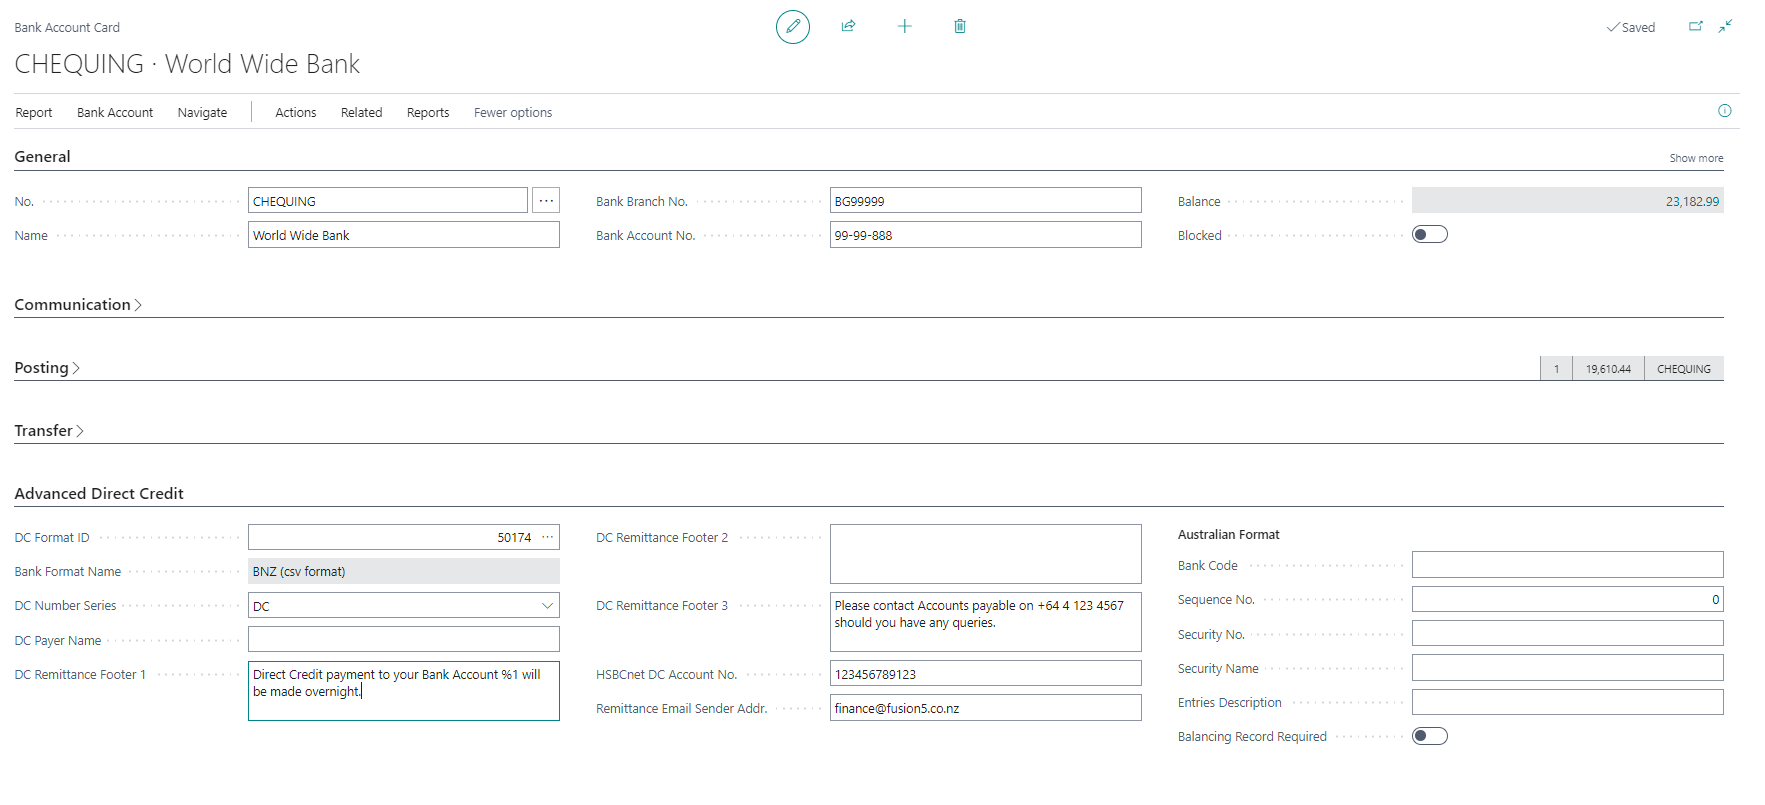 Bank Account Card
Saved
CHEQUING · World Wide Bank
Report Bank Account Navigate Actions Related Reports Fewer options
General
Show more
No.
CHEQUING
Name
World Wide Bank
Bank Branch No.
BG99999
Bank Account No.
99-99-888
Balance
23,182.99
Blocked
Communication
Posting
1 19,610.44 CHEQUING
Transfer
Advanced Direct Credit
DC Format ID
50174
Bank Format Name
BNZ (csv format)
DC Number Series
DC
DC Payer Name
DC Remittance Footer 1
Direct Credit payment to your Bank Account %1 will
be made overnight.
DC Remittance Footer 2
DC Remittance Footer 3
Please contact Accounts payable on +64 4 123 4567
should you have any queries.
HSBCnet DC Account No.
123456789123
Remittance Email Sender Addr.
finance@fusion5.co.nz
Australian Format
Bank Code
Sequence No.
0
Security No.
Security Name
Entries Description
Balancing Record Required